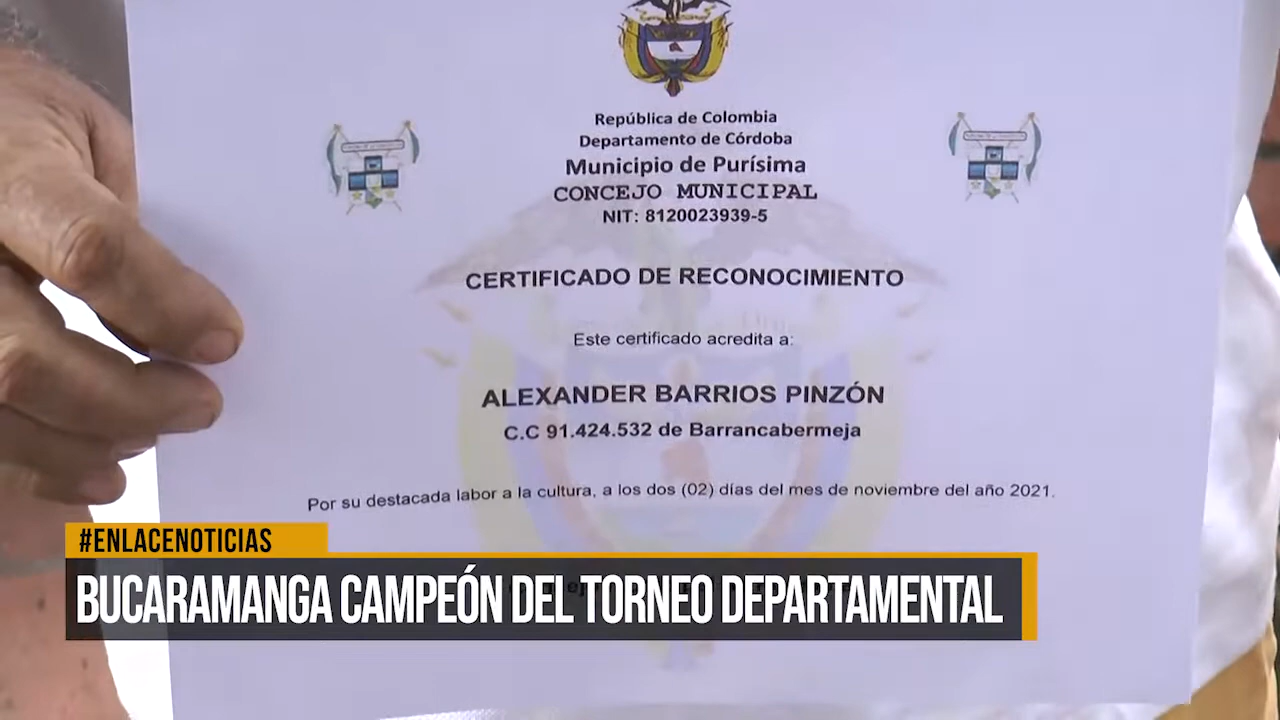 República de Colombia
Departamento de Córdoba
Municipio de Purísima
CONCEJO MUNICIPAL
NIT: 8120023939-5
CERTIFICADO DE RECONOCIMIENTO
Este certificado acredita a:
ALEXANDER BARRIOS PINZÓN
C.C 91.424.532 de Barrancabermeja
Por su destacada labor a la cultura, a los dos (02) días del mes de noviembre del año 2021.
#ENLACENOTICIAS
BUCARAMANGA CAMPEÓN DEL TORNEO DEPARTAMENTAL